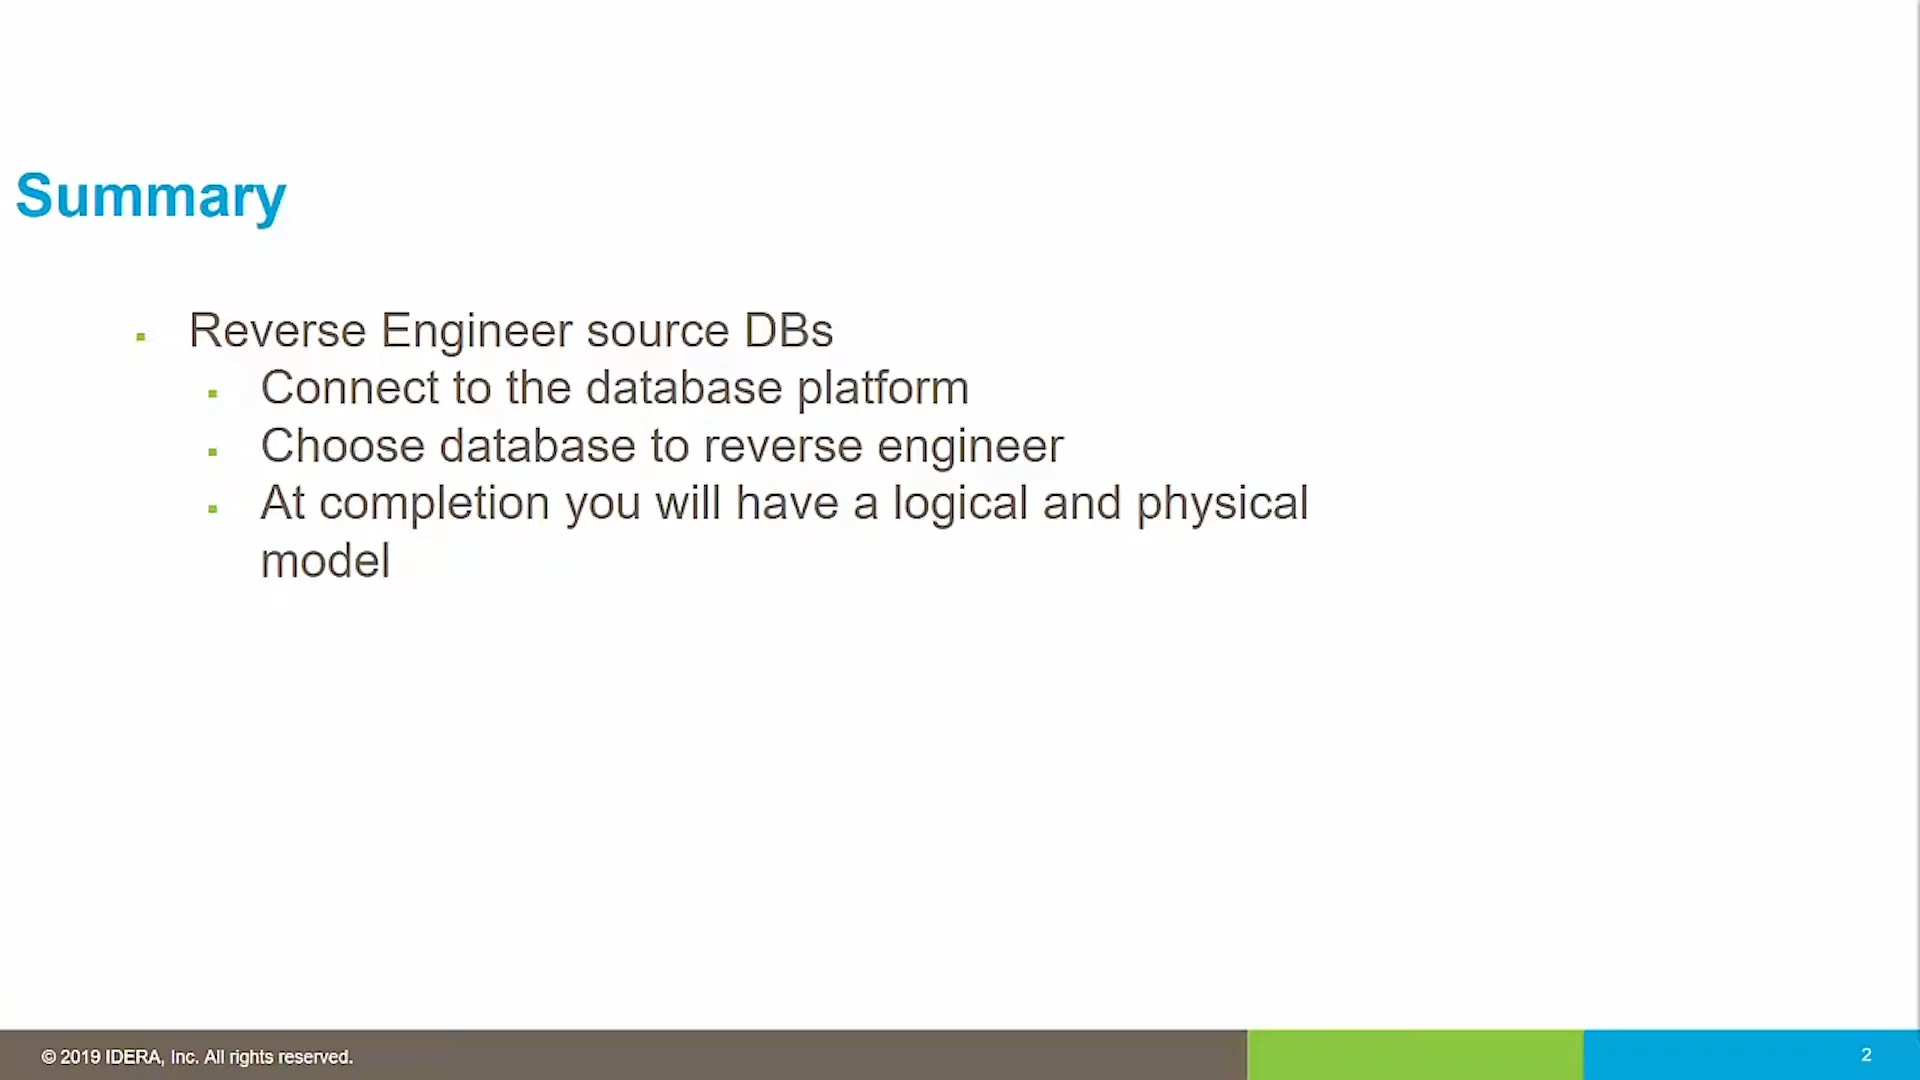 Summary
Reverse Engineer source DBs
Connect to the database platform
Choose database to reverse engineer
At completion you will have a logical and physical
model
© 2019 IDERA, Inc. All rights reserved.
2